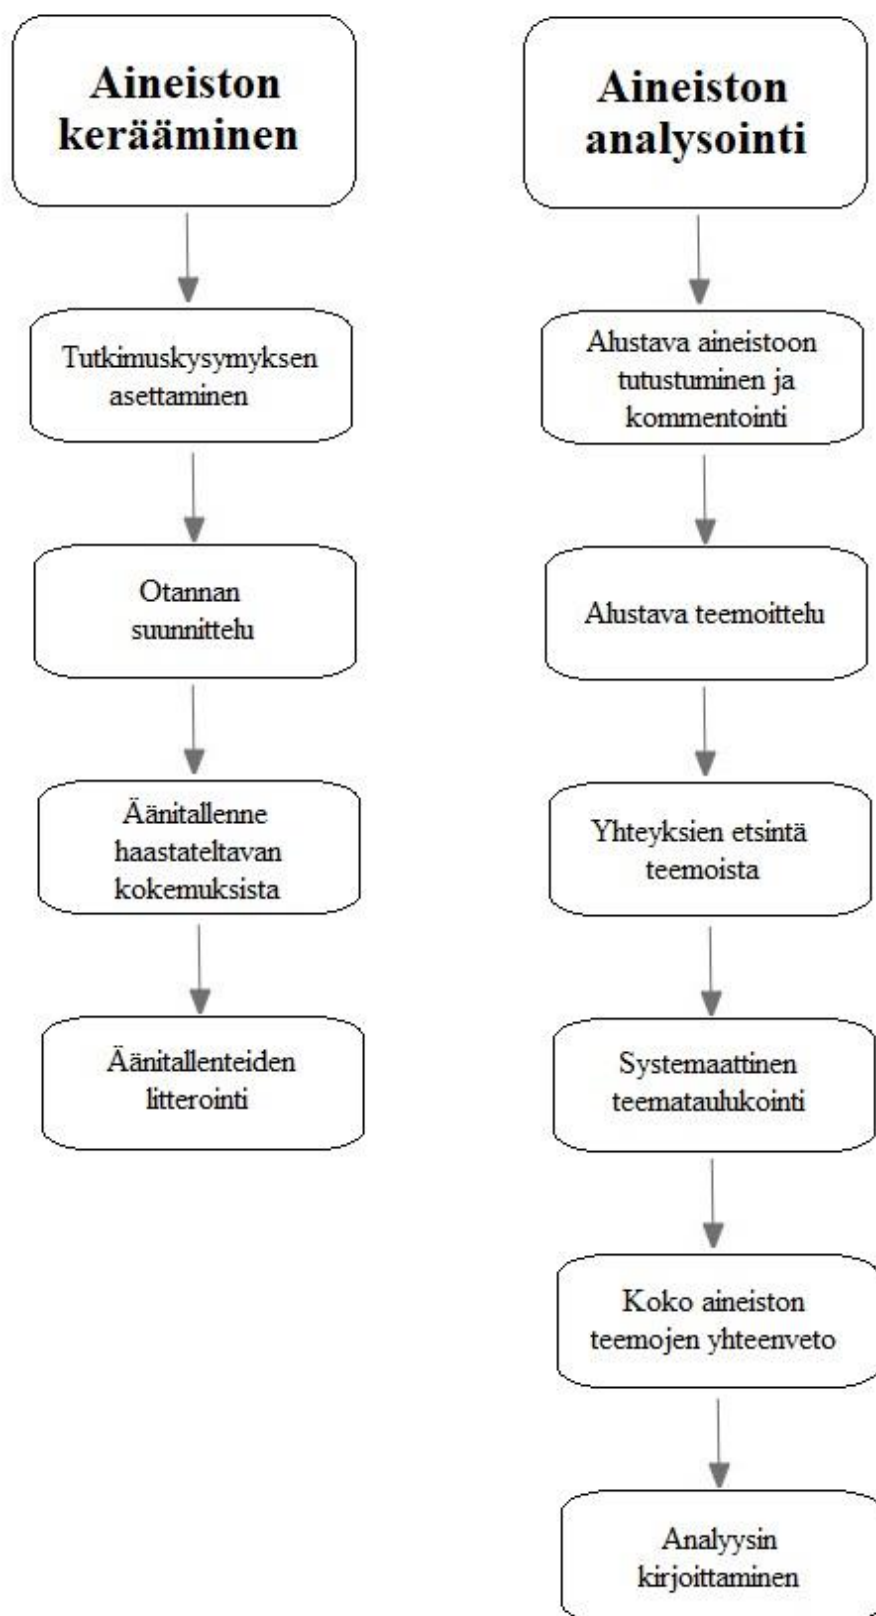 Aineiston
kerääminen
Tutkimuskysymyksen
asettaminen
Otannan
suunnittelu
Äänitallenne
haastateltavan
kokemuksista
Äänitallenteiden
litterointi
Aineiston
analysointi
Alustava aineistoon
tutustuminen ja
kommentointi
Alustava teemoittelu
Yhteyksien etsintä
teemoista
Systemaattinen
teemataulukointi
Koko aineiston
teemojen yhteenveto
Analyysin
kirjoittaminen